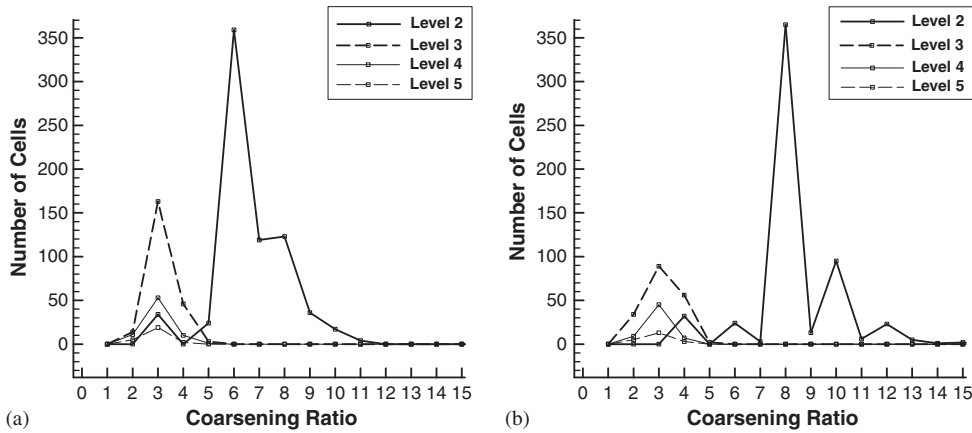 Level 2
Level 3
Level 4
Level 5
Number of Cells
350
300
250
200
150
100
50
0
0 1 2 3 4 5 6 7 8 9 10 11 12 13 14 15
(a)
Coarsening Ratio
Level 2
Level 3
Level 4
Level 5
Number of Cells
350
300
250
200
150
100
50
0
0 1 2 3 4 5 6 7 8 9 10 11 12 13 14 15
(b)
Coarsening Ratio